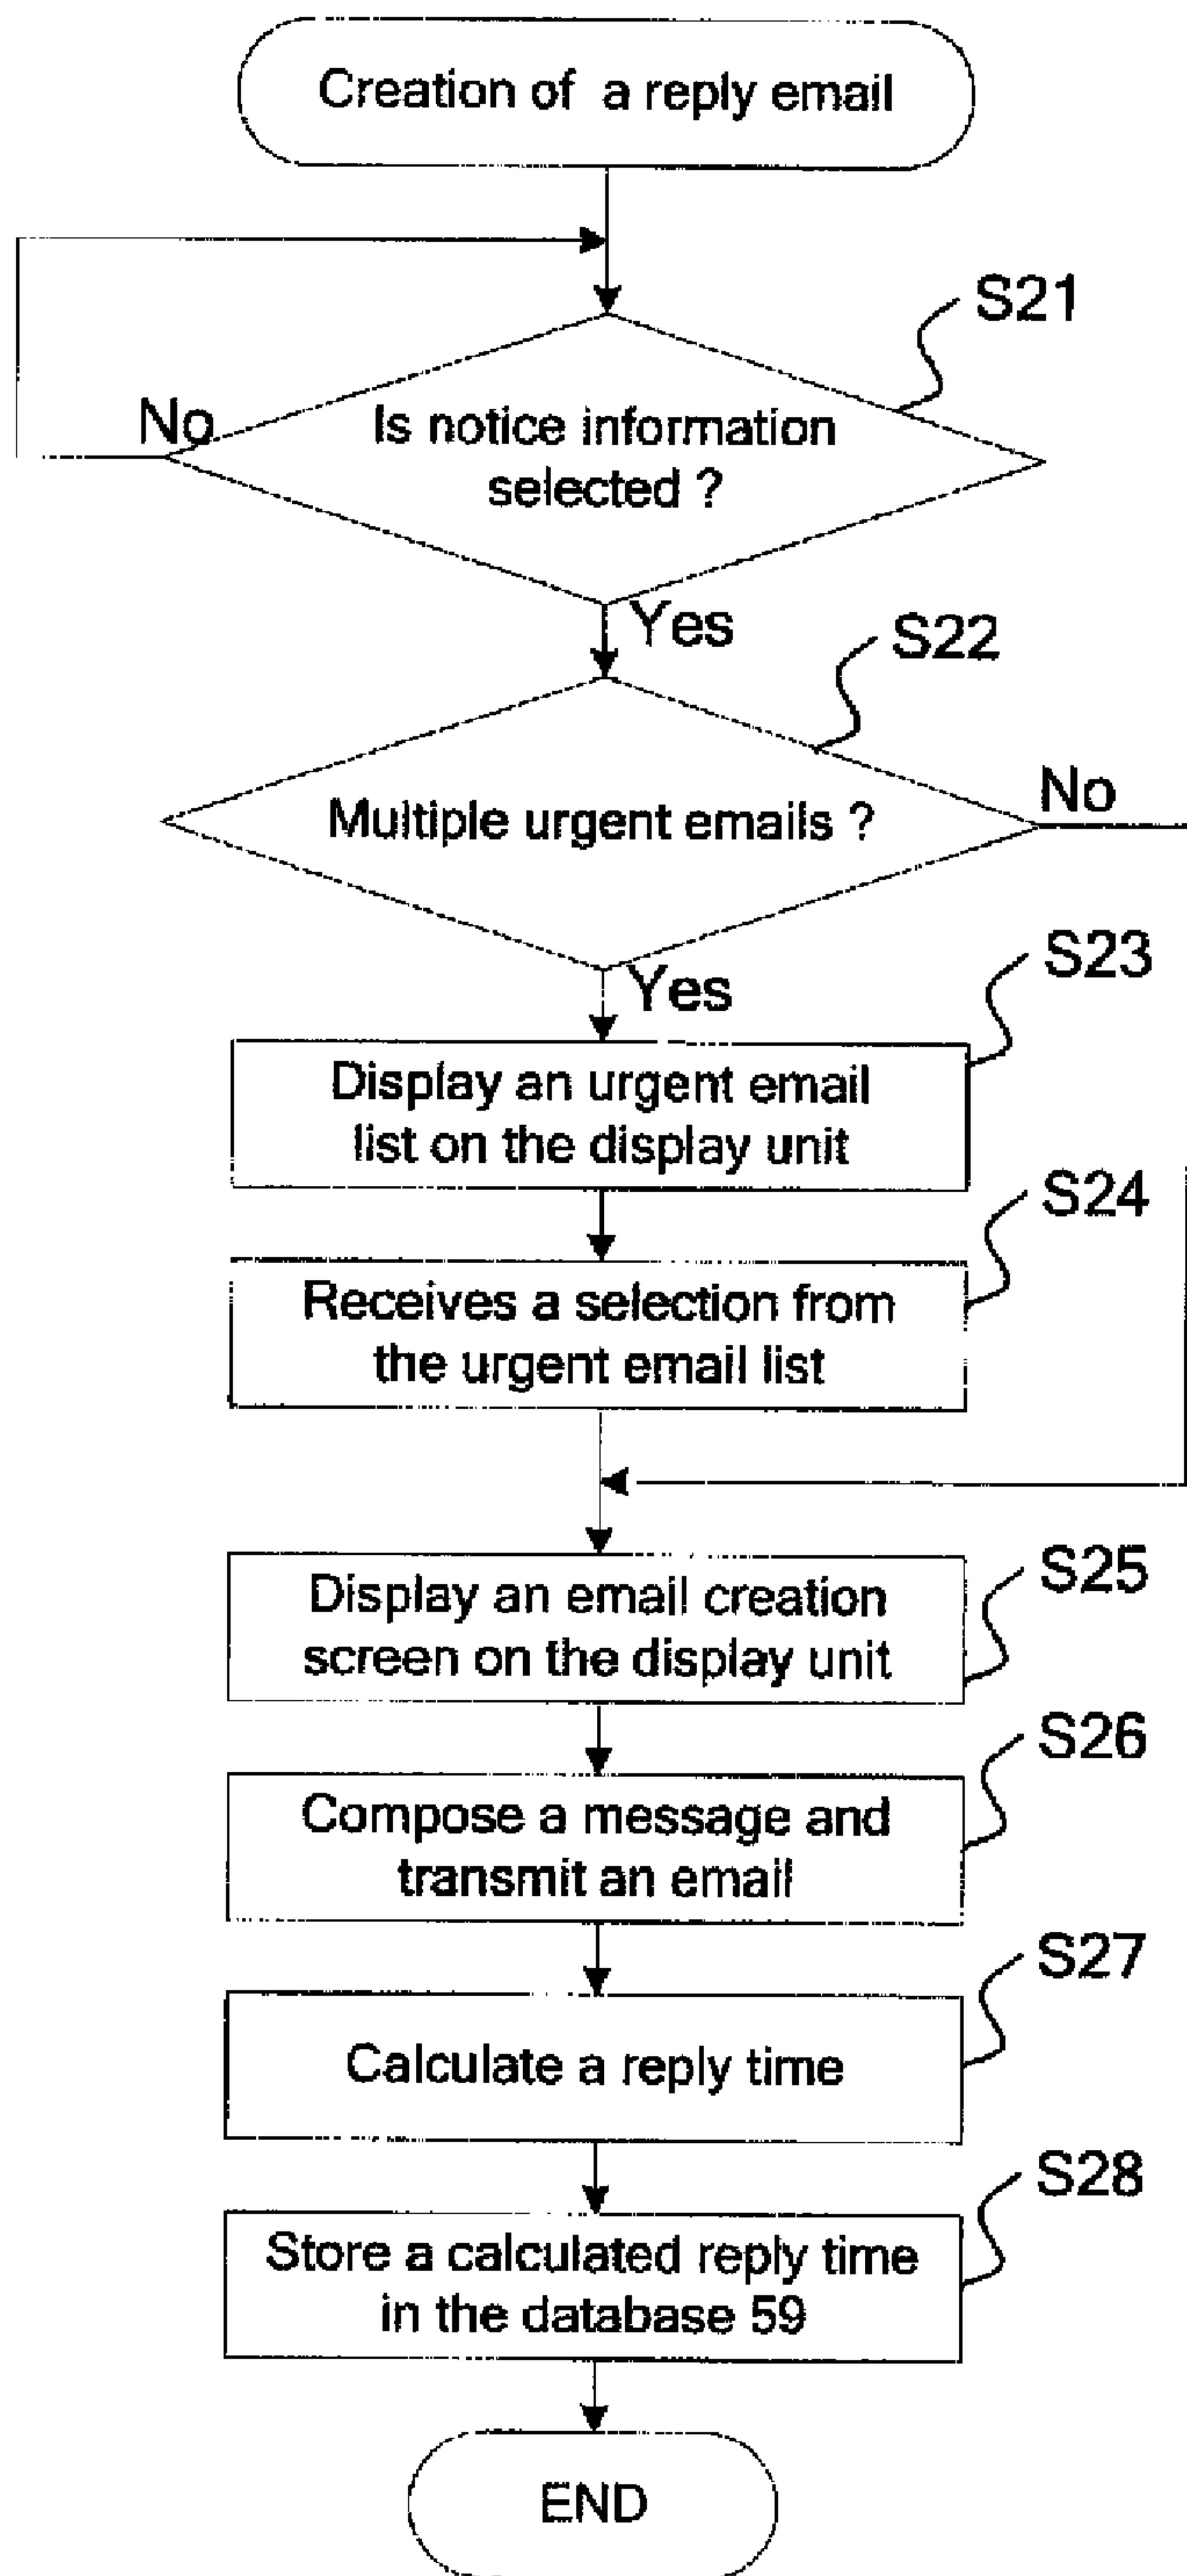 Creation of a reply email
S21
No
Is notice information
selected ?
Yes
S22
No
Multiple urgent emails ?
Yes
S23
Display an urgent email
list on the display unit
S24
Receives a selection from
the urgent email list
S25
Display an email creation
screen on the display unit
S26
Compose a message and
transmit an email
S27
Calculate a reply time
S28
Store a calculated reply time
in the database 59
END